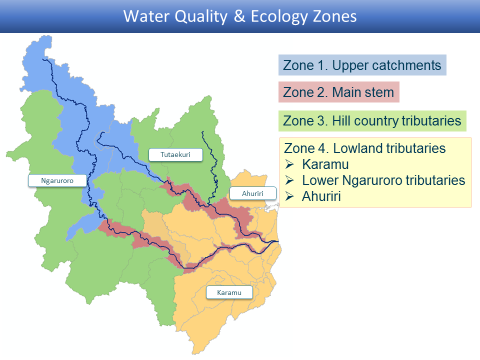 Water Quality & Ecology Zones
Zone 1. Upper catchments
Zone 2. Main stem
Zone 3. Hill country tributaries
Zone 4. Lowland tributaries
➢ Karamu
➢ Lower Ngaruroro tributaries
➢ Ahuriri
Tutaekuri
Ngaruroro
Ahuriri
Karamu